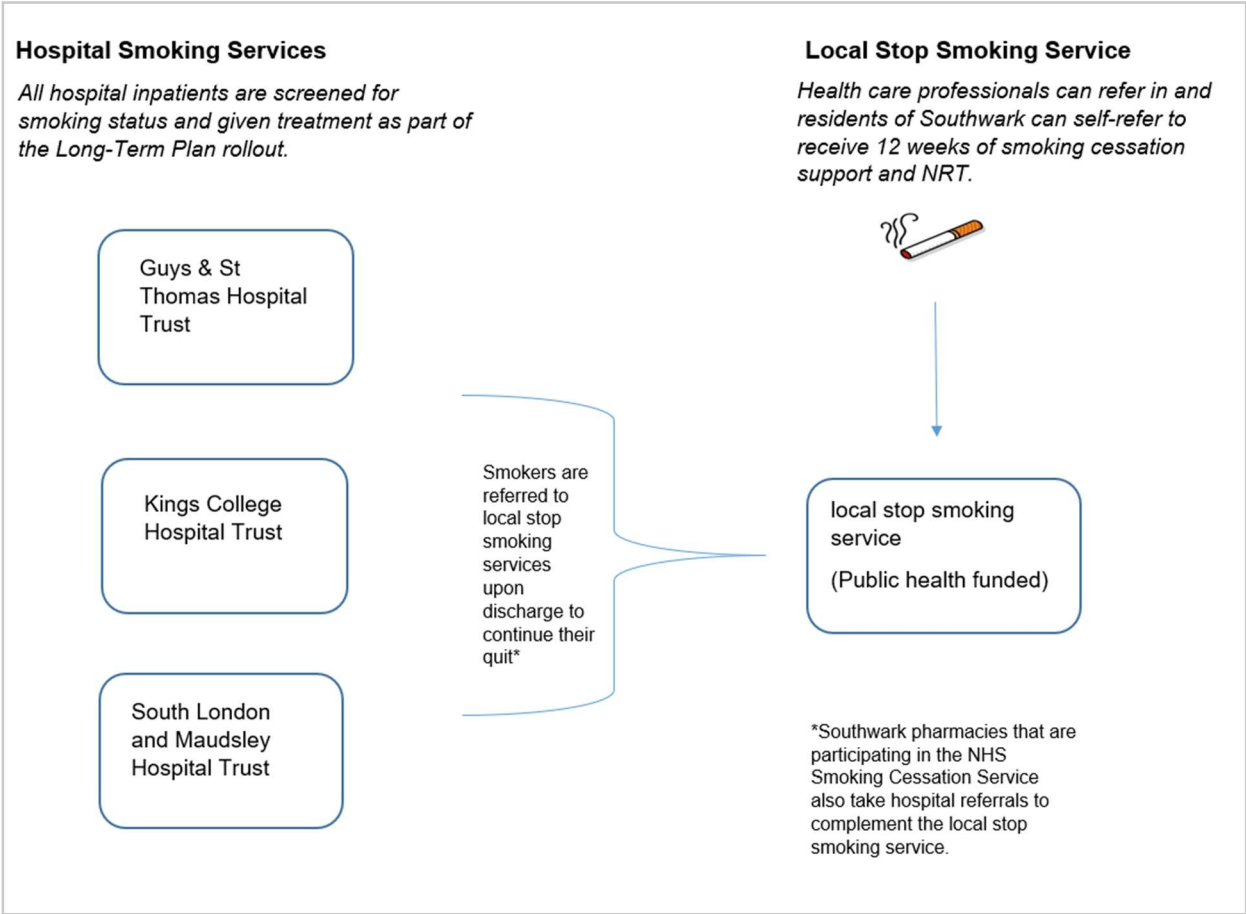 Hospital Smoking Services
All hospital inpatients are screened for
smoking status and given treatment as part of
the Long-Term Plan rollout.
Guys & St
Thomas Hospital
Trust
Kings College
Hospital Trust
South London
and Maudsley
Hospital Trust
Smokers are
referred to
local stop
smoking
services
upon
discharge to
continue their
quit*
Local Stop Smoking Service
Health care professionals can refer in and
residents of Southwark can self-refer to
receive 12 weeks of smoking cessation
support and NRT.
local stop smoking
service
(Public health funded)
*Southwark pharmacies that are
participating in the NHS
Smoking Cessation Service
also take hospital referrals to
complement the local stop
smoking service.